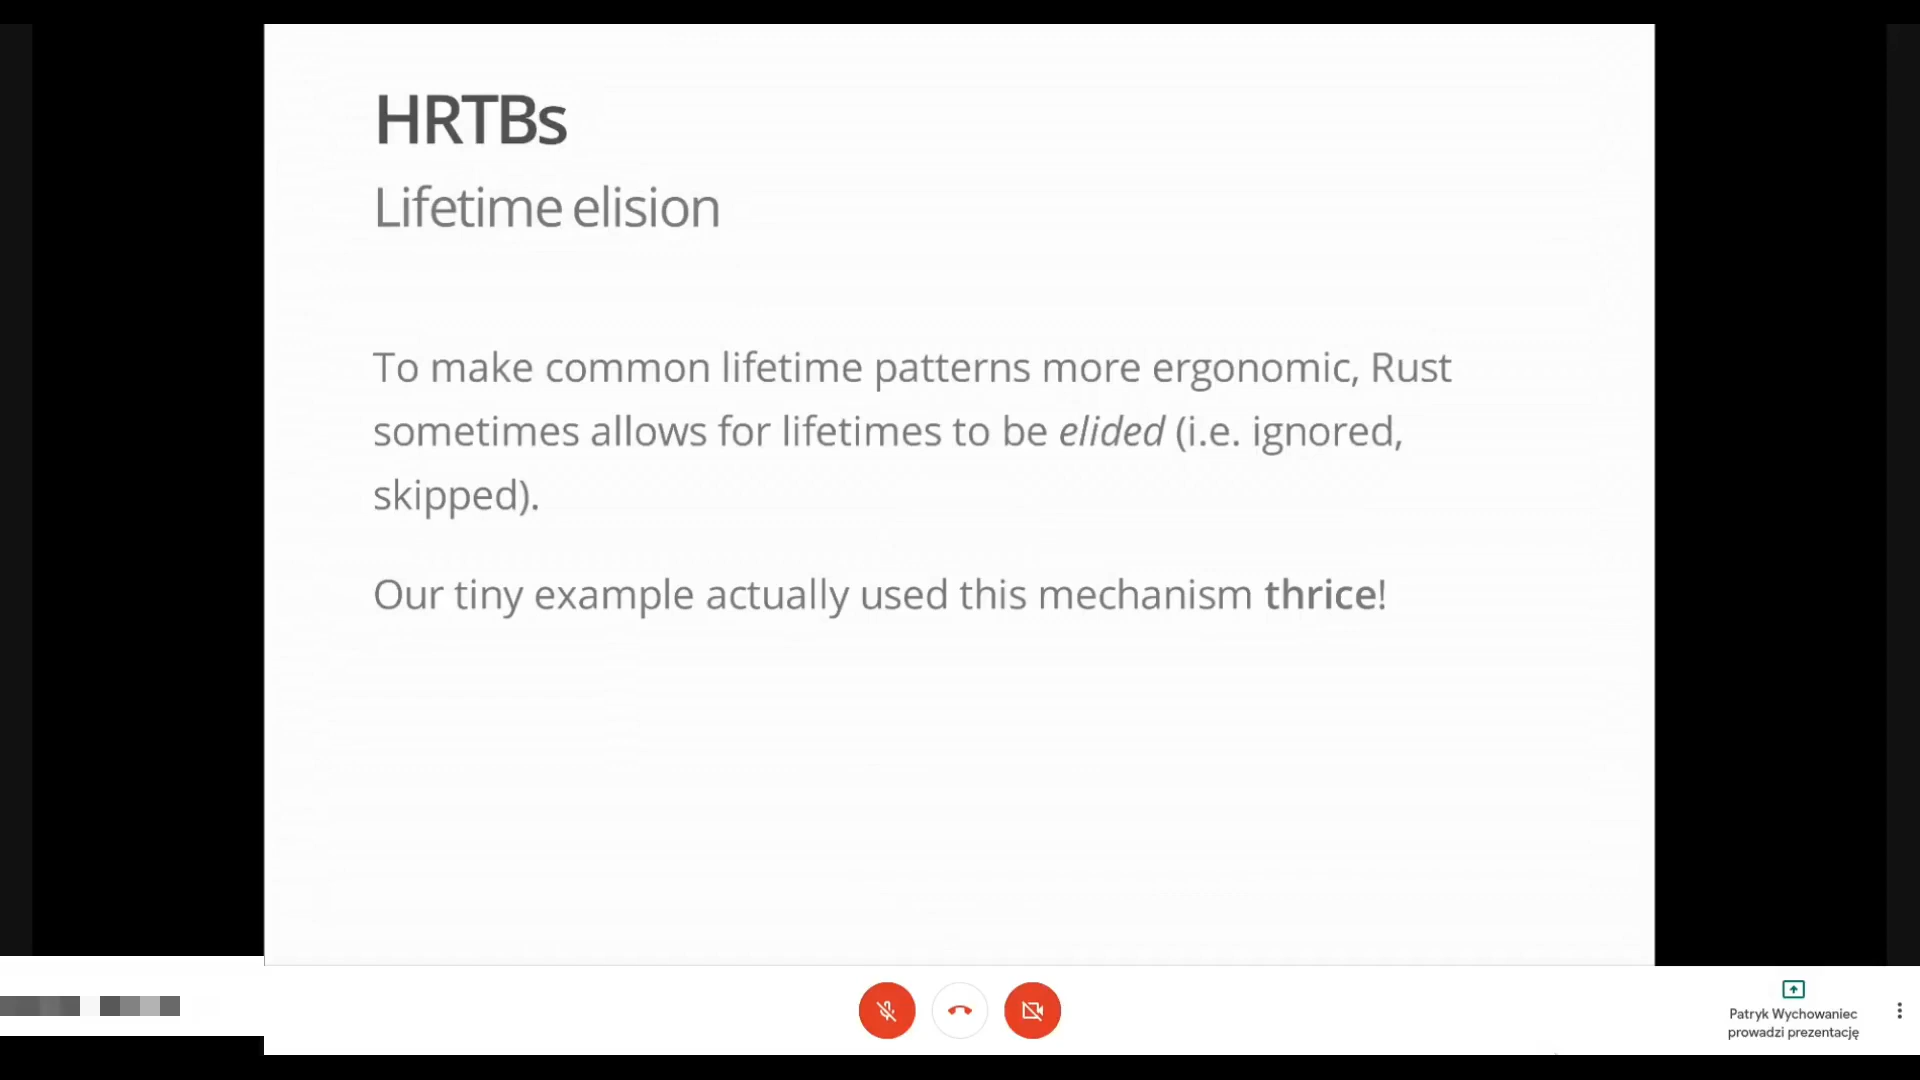 HRTBs
Lifetime elision
To make common lifetime patterns more ergonomic, Rust
sometimes allows for lifetimes to be elided (i.e. ignored,
skipped).
Our tiny example actually used this mechanism thrice!
Patryk Wychowaniec
prowadzi prezentację